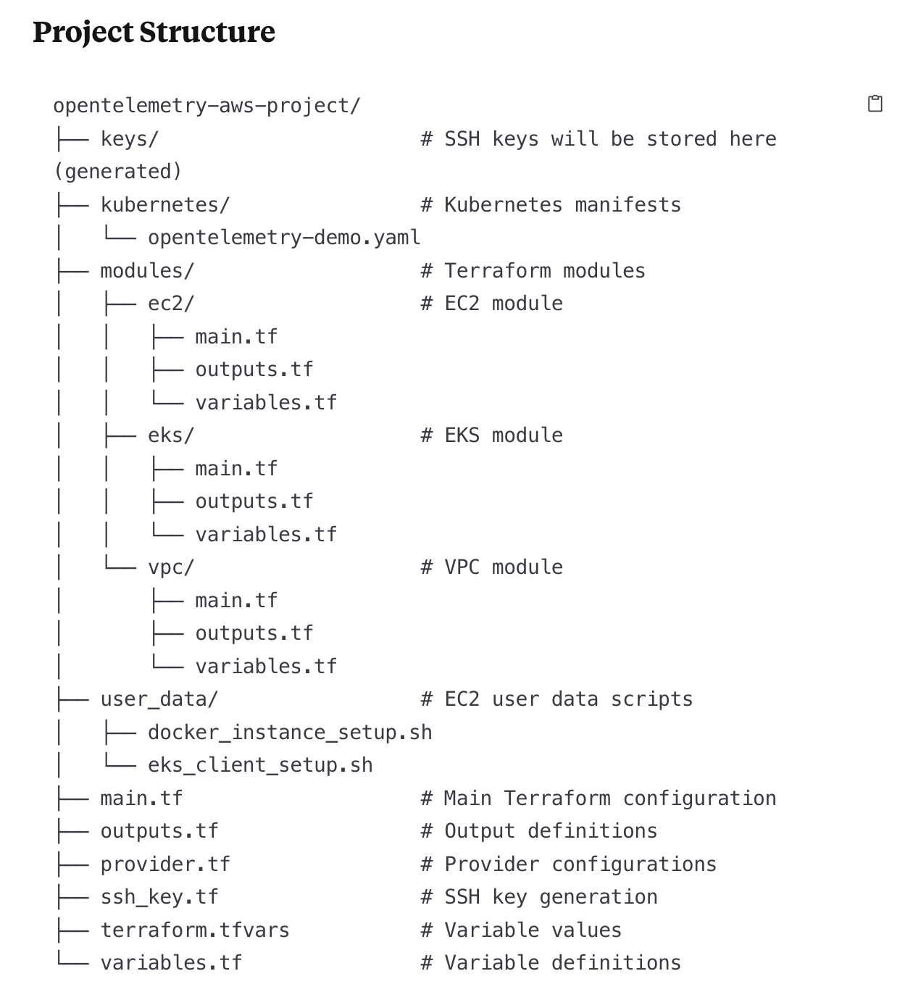 Project Structure
opentelemetry-aws-project/
├── keys/                      # SSH keys will be stored here
(generated)
├── kubernetes/                # Kubernetes manifests
│   └── opentelemetry-demo.yaml
├── modules/                   # Terraform modules
│   ├── ec2/                   # EC2 module
│   │   ├── main.tf
│   │   ├── outputs.tf
│   │   └── variables.tf
│   ├── eks/                   # EKS module
│   │   ├── main.tf
│   │   ├── outputs.tf
│   │   └── variables.tf
│   └── vpc/                   # VPC module
│       ├── main.tf
│       ├── outputs.tf
│       └── variables.tf
├── user_data/                 # EC2 user data scripts
│   ├── docker_instance_setup.sh
│   └── eks_client_setup.sh
├── main.tf                    # Main Terraform configuration
├── outputs.tf                 # Output definitions
├── provider.tf                # Provider configurations
├── ssh_key.tf                 # SSH key generation
├── terraform.tfvars           # Variable values
└── variables.tf               # Variable definitions